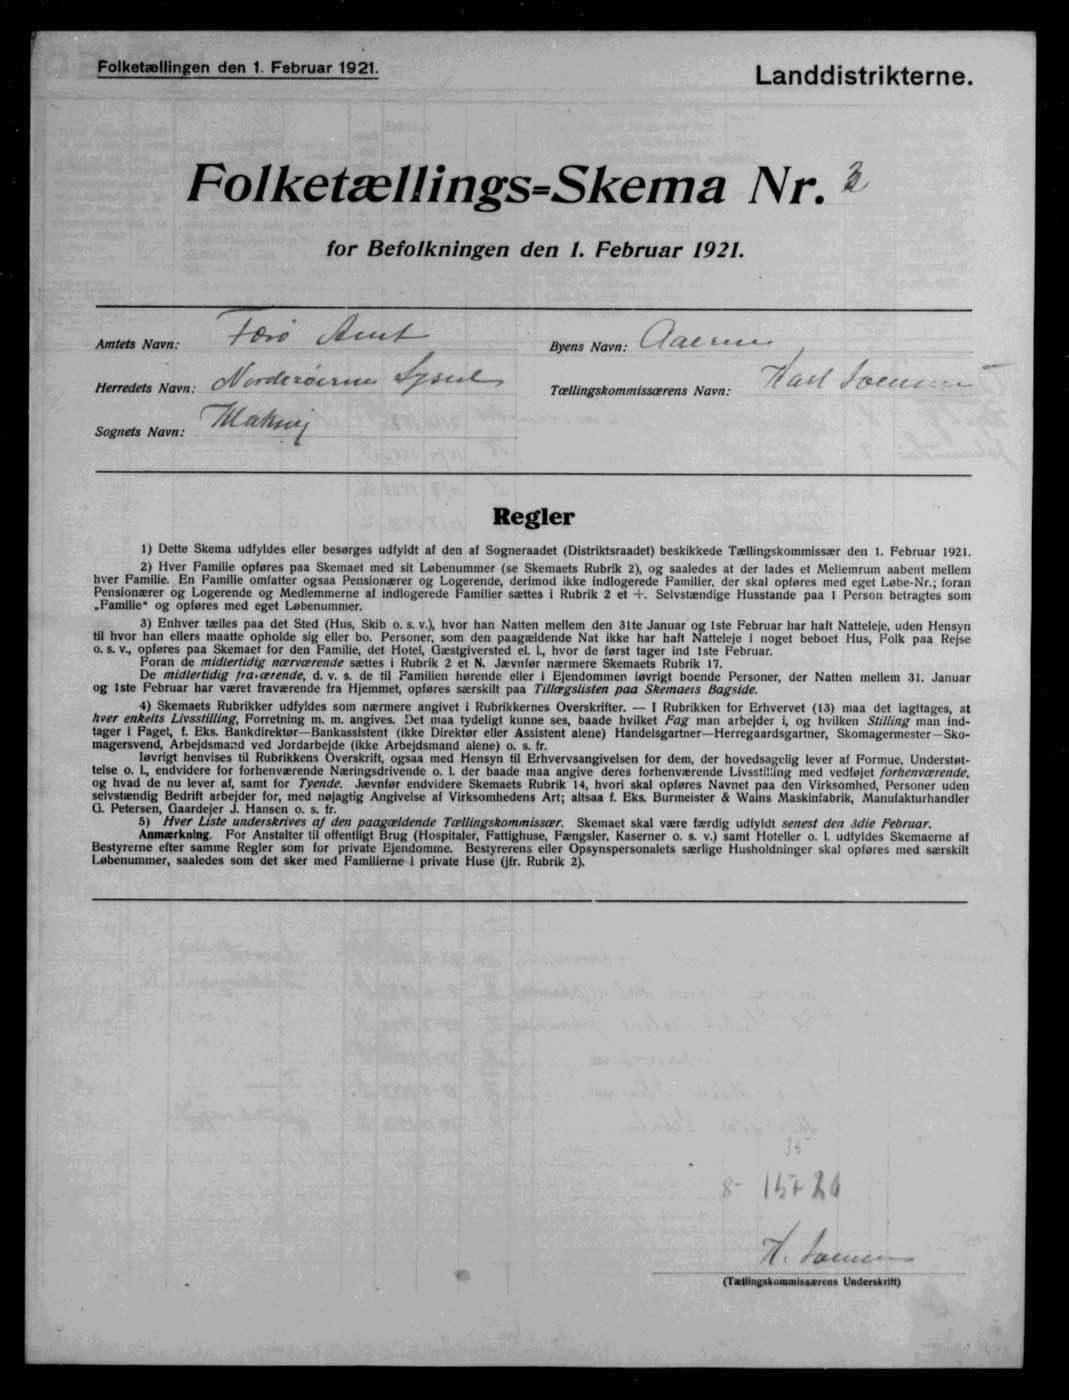 Folketællingen den 1. Februar 1921.
Landdistrikterne.
Folketællings=Skema Nr.
for Befolkningen den 1. Februar 1921.
Amtets Navn: Færø Amt
Byens Navn:
Herredets Navn: Norderøerne Syssel
Tællingskommissærens Navn: Karl
Sognets Navn: Klaksvig
Regler
1) Dette Skema udfyldes eller besørges udfyldt af den af Sogneraadet (Distriktsraadet) beskikkede Tællingskommissær den 1. Februar 1921.
2) Hver Familie opføres paa Skemaet med sit Løbenummer (se Skemaets Rubrik 2), og saaledes at der lades et Mellemrum aabent mellem
hver Familie. En Familie omfatter ogsaa Pensionærer og Logerende, derimod ikke indlogerede Familier, der skal opføres med eget Løbe-Nr.; foran
Pensionærer og Logerende og Medlemmerne af indlogerede Familier sættes i Rubrik 2 et +. Selvstændige Husstande paa 1 Person betragtes som
„Familie“ og opføres med eget Løbenummer.
3) Enhver tælles paa det Sted (Hus, Skib o. s. v.), hvor han Natten mellem den 31te Januar og 1ste Februar har haft Natteleje, uden Hensyn
til hvor han ellers maatte opholde sig eller bo. Personer, som den paagældende Nat ikke har haft Natteleje i noget beboet Hus, Folk paa Rejse
o. s. v., opføres paa Skemaet for den Familie, det Hotel, Gæstgiversted el. l., hvor de først tager ind 1ste Februar.
Foran de midlertidig nærværende sættes i Rubrik 2 et N. Jævnfør nærmere Skemaets Rubrik 17.
De midlertidig fraværende, d. v. s. de til Familien hørende eller i Ejendommen iøvrigt boende Personer, der Natten mellem 31. Januar
og 1ste Februar har været fraværende fra Hjemmet, opføres særskilt paa Tillægslisten paa Skemaets Bagside.
4) Skemaets Rubrikker udfyldes som nærmere angivet i Rubrikkernes Overskrifter. — I Rubrikken for Erhvervet (13) maa det iagttages, at
hver enkelts Livsstilling, Forretning m. m. angives. Det maa tydeligt kunne ses, baade hvilket Fag man arbejder i, og hvilken Stilling man ind-
tager i Faget, f. Eks. Bankdirektør—Bankassistent (ikke Direktør eller Assistent alene) Handelsgartner—Herregaardsgartner, Skomagermester—Sko-
magersvend, Arbejdsmand ved Jordarbejde (ikke Arbejdsmand alene) o. s. fr.
Iøvrigt henvises til Rubrikkens Overskrift, ogsaa med Hensyn til Erhvervsangivelsen for dem, der hovedsagelig lever af Formue, Understøt-
telse o. l., endvidere for forhenværende Næringsdrivende o. l. der baade maa angive deres forhenværende Livsstilling med vedføjet forhenværende,
og hvad de nu lever af, samt for Tyende. Jævnfør endvidere Skemaets Rubrik 14, hvori skal opføres Navnet paa den Virksomhed, Personer uden
selvstændig Bedrift arbejder for, med nøjagtig Angivelse af Virksomhedens Art; altsaa f. Eks. Burmeister & Wains Maskinfabrik, Manufakturhandler
G. Petersen, Gaardejer J. Hansen o. s. fr.
5) Hver Liste underskrives af den paagældende Tællingskommissær. Skemaet skal være færdig udfyldt senest den 3die Februar.
Anmærkning. For Anstalter til offentligt Brug (Hospitaler, Fattighuse, Fængsler, Kaserner o. s. v.) samt Hoteller o. l. udfyldes Skemaerne af
Bestyrerne efter samme Regler som for private Ejendomme. Bestyrerens eller Opsynspersonalets særlige Husholdninger skal opføres med særskilt
Løbenummer, saaledes som det sker med Familierne i private Huse (jfr. Rubrik 2).
35
8-
(Tællingskommissærens Underskrift)